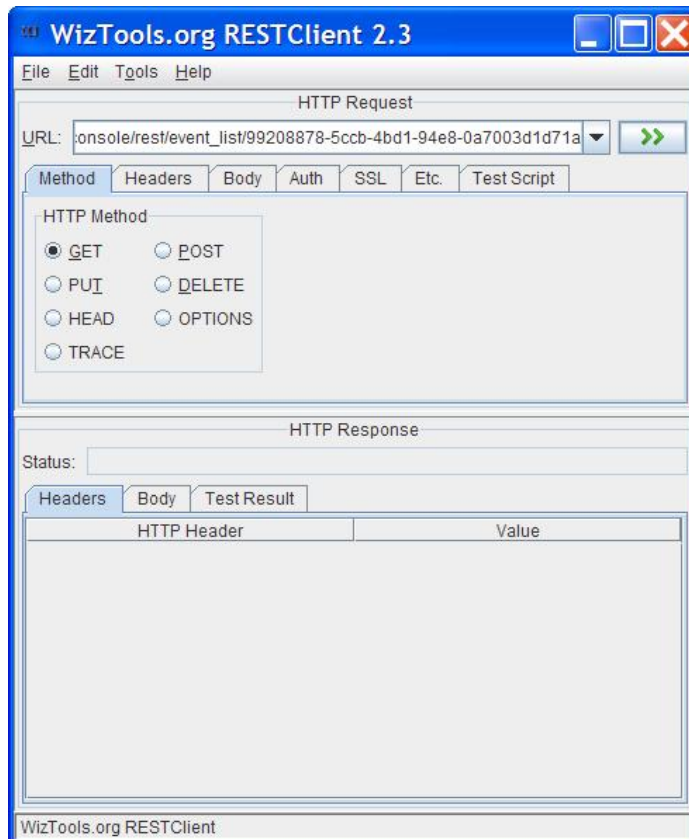 WizTools.org RESTClient 2.3
File Edit Tools Help
HTTP Request
URL: :onsole/rest/event_list/99208878-5ccb-4bd1-94e8-0a7003d1d71a >>
Method Headers Body Auth SSL Etc. Test Script
HTTP Method
GET POST
PUT DELETE
HEAD OPTIONS
TRACE
HTTP Response
Status:
Headers Body Test Result
HTTP Header Value
WizTools.org RESTClient